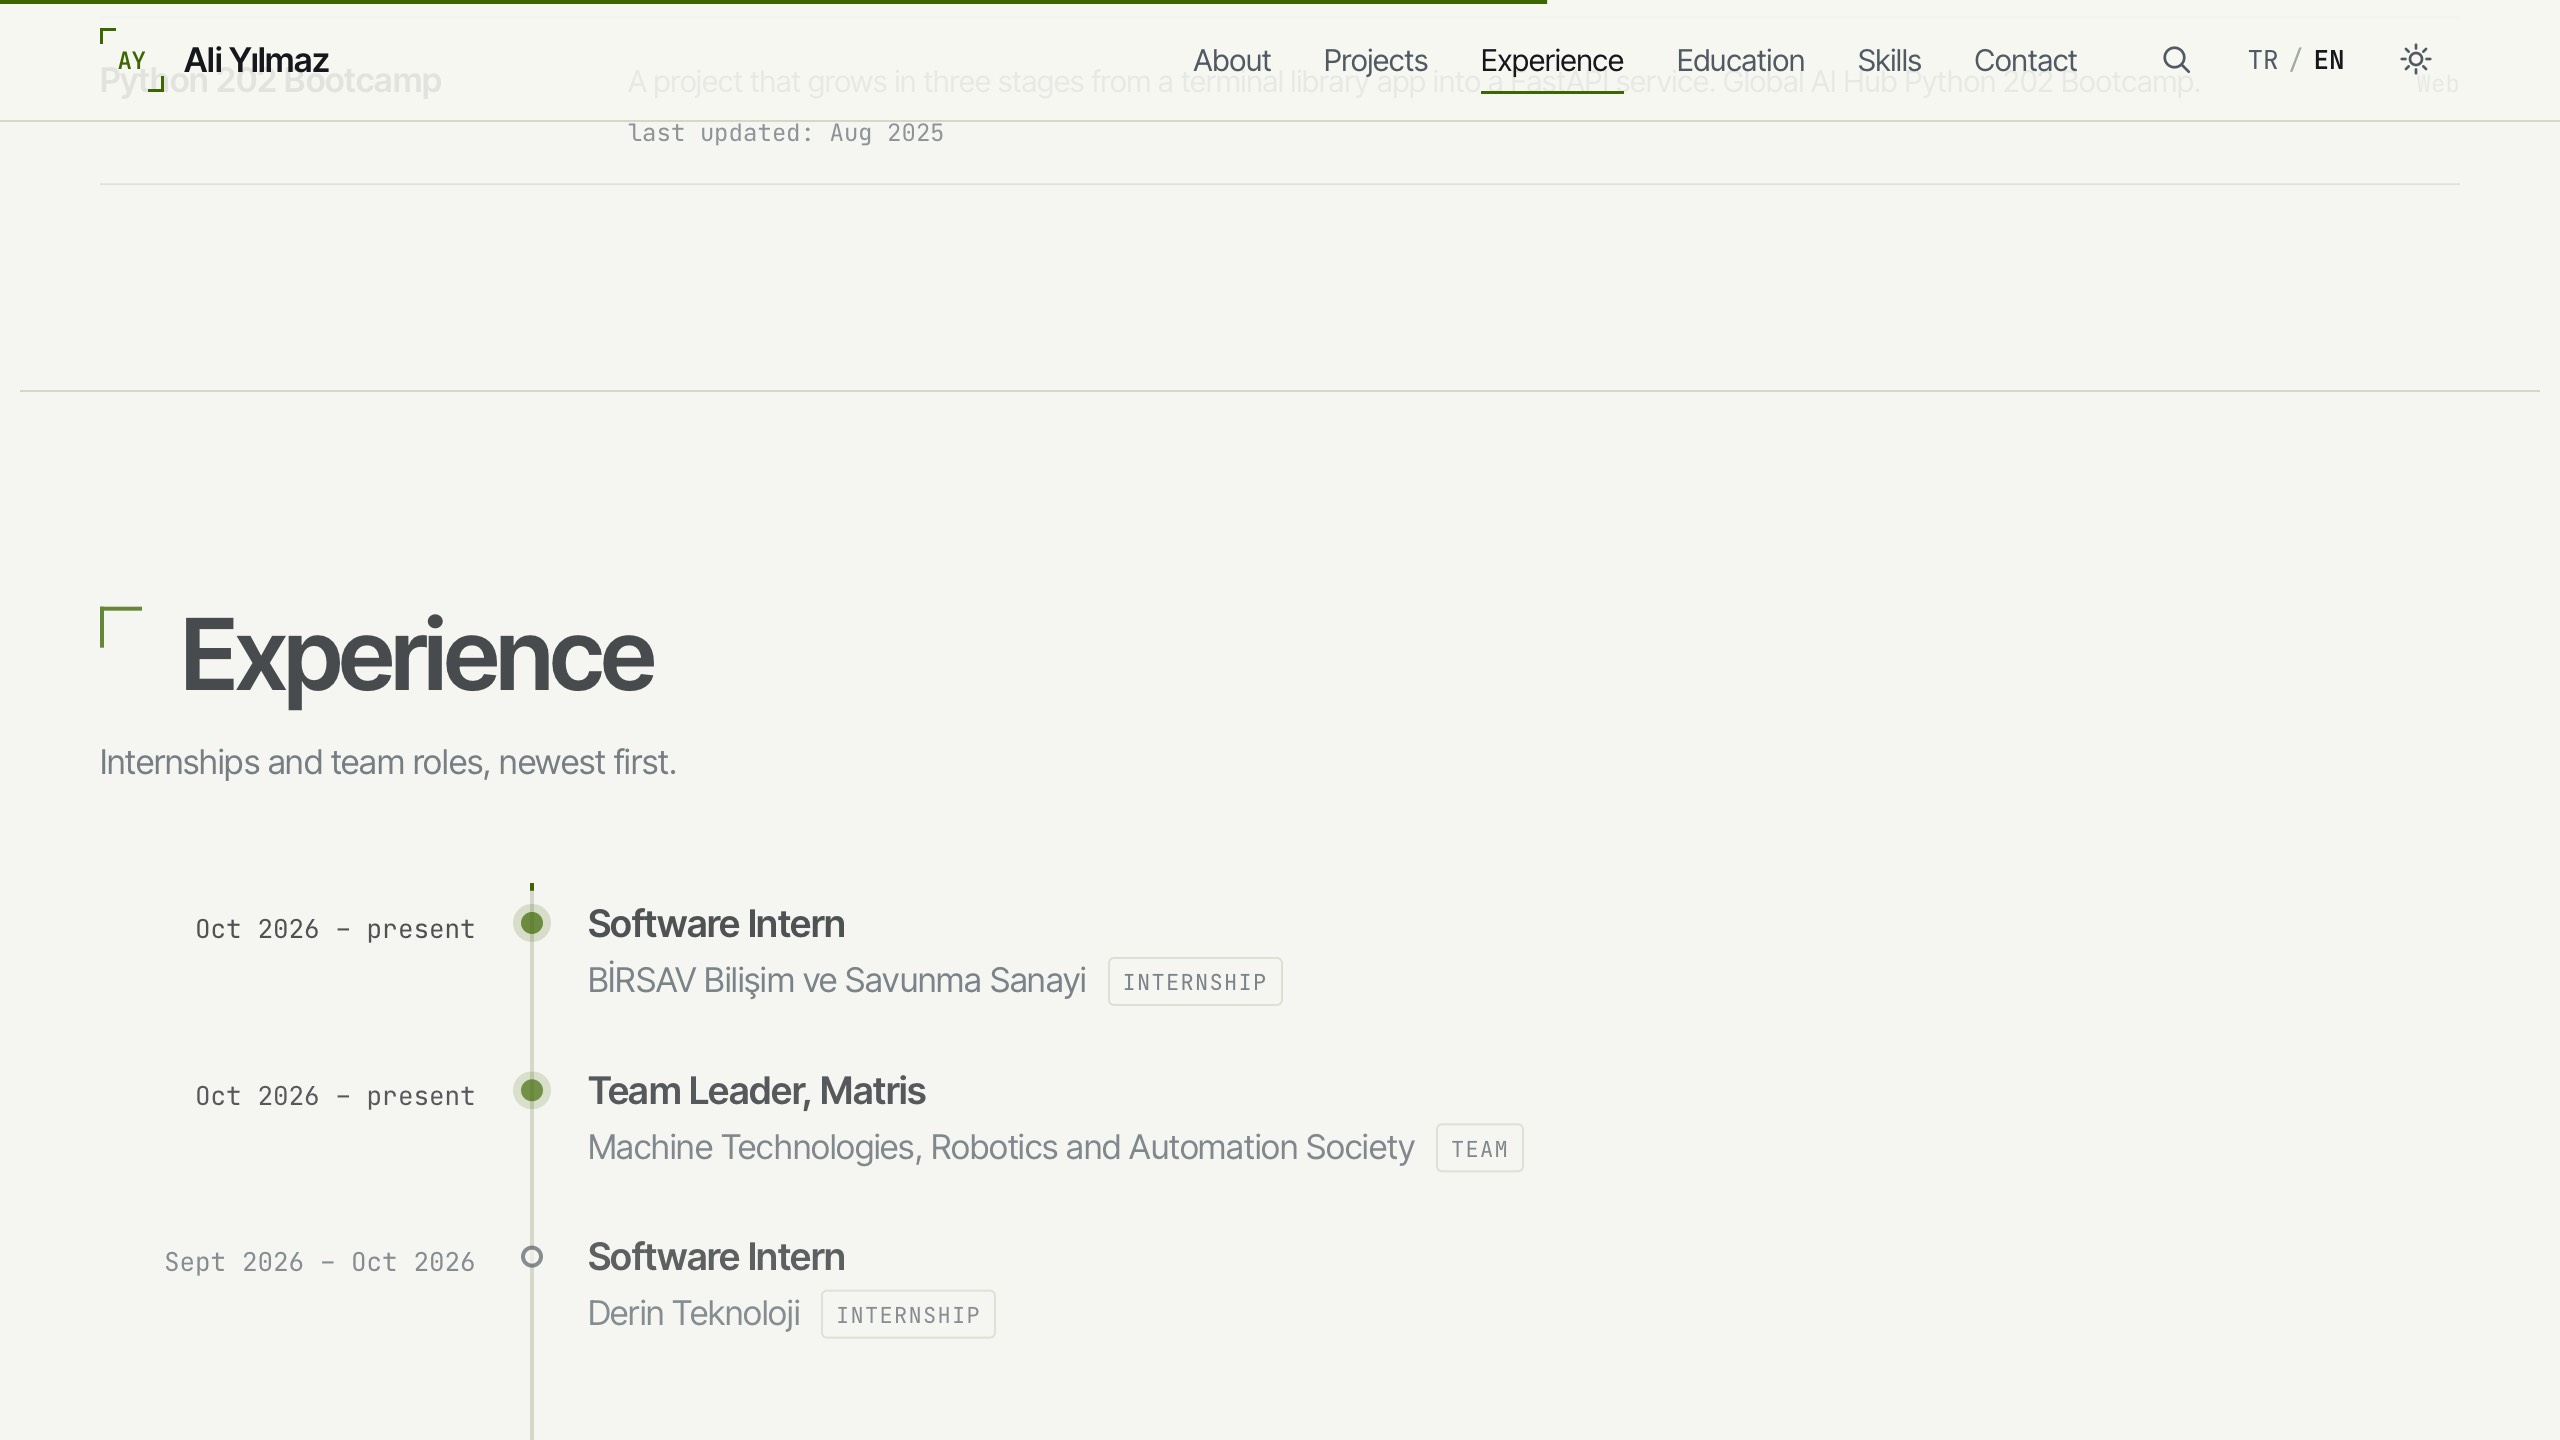 AY
Ali Yılmaz
About
Projects
Experience
Education
Skills
Contact
TR / EN
Python 202 Bootcamp
A project that grows in three stages from a terminal library app into a FastAPI service. Global AI Hub Python 202 Bootcamp.
Web
last updated: Aug 2025
Experience
Internships and team roles, newest first.
Oct 2026 – present
Software Intern
BİRSAV Bilişim ve Savunma Sanayi
INTERNSHIP
Oct 2026 – present
Team Leader, Matris
Machine Technologies, Robotics and Automation Society
TEAM
Sept 2026 – Oct 2026
Software Intern
Derin Teknoloji
INTERNSHIP